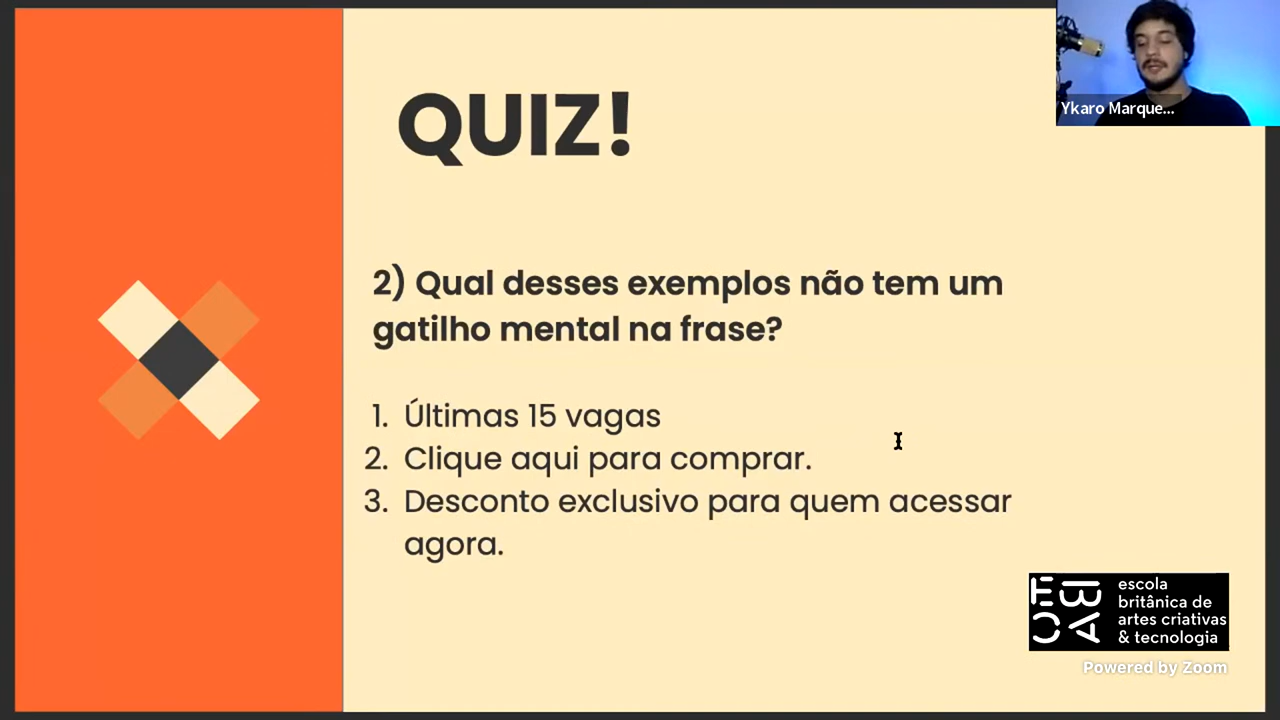 QUIZ!
Ykaro Marque...
2) Qual desses exemplos não tem um
gatilho mental na frase?
1. Últimas 15 vagas
2. Clique aqui para comprar.
3. Desconto exclusivo para quem acessar
agora.
EBAC
escola
britânica de
artes criativas
& tecnologia
Powered by Zoom